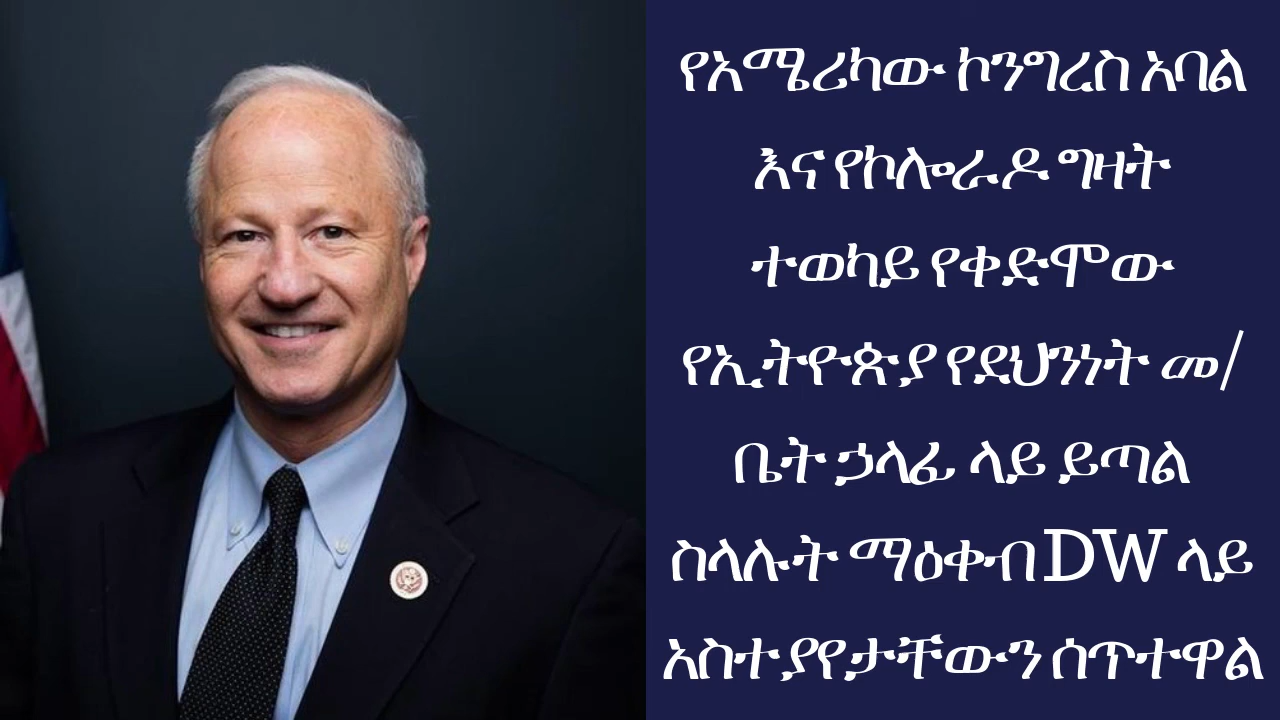 የአሜሪካው ኮንግረስ አባል
እና የኮሎራዶ ግዛት
ተወካይ የቀድሞው
የኢትዮጵያ የደህንነት መ/
ቤት ኃላፊ ላይ ይጣል
ስላሉት ማዕቀብ DW ላይ
አስተያየታቸውን ሰጥተዋል